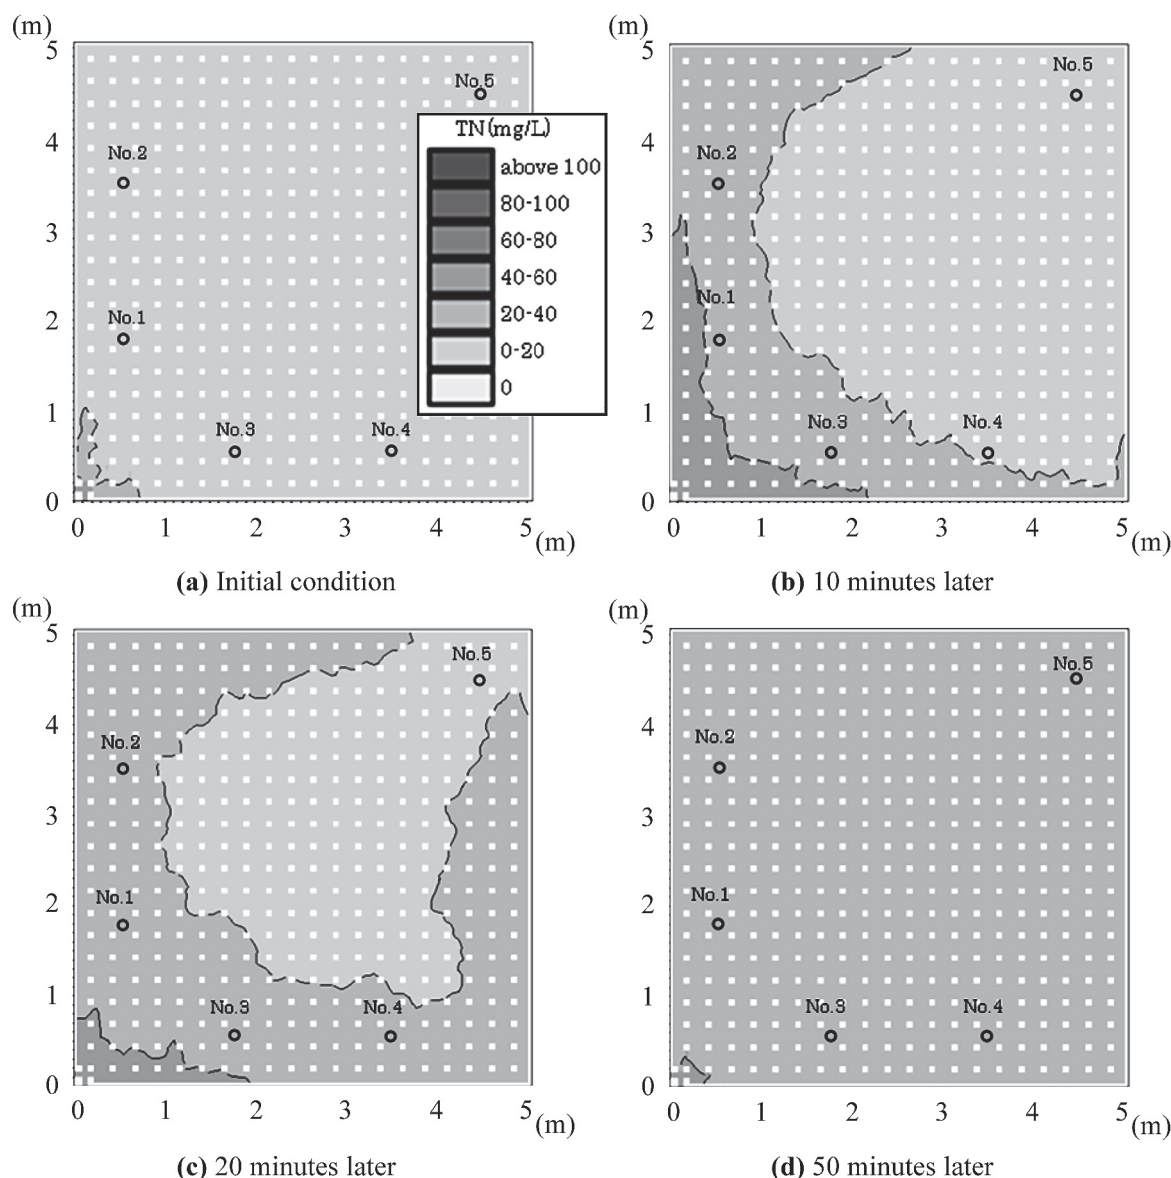 (m)
5
4
3
2
1
0
0 1 2 3 4 5 (m)
No.5
No.2
No.1
No.3
No.4
TN(mg/L)
above 100
80-100
60-80
40-60
20-40
0-20
0
(a) Initial condition
(m)
5
4
3
2
1
0
0 1 2 3 4 5 (m)
No.5
No.2
No.1
No.3
No.4
(b) 10 minutes later
(m)
5
4
3
2
1
0
0 1 2 3 4 5 (m)
No.5
No.2
No.1
No.3
No.4
(c) 20 minutes later
(m)
5
4
3
2
1
0
0 1 2 3 4 5 (m)
No.5
No.2
No.1
No.3
No.4
(d) 50 minutes later